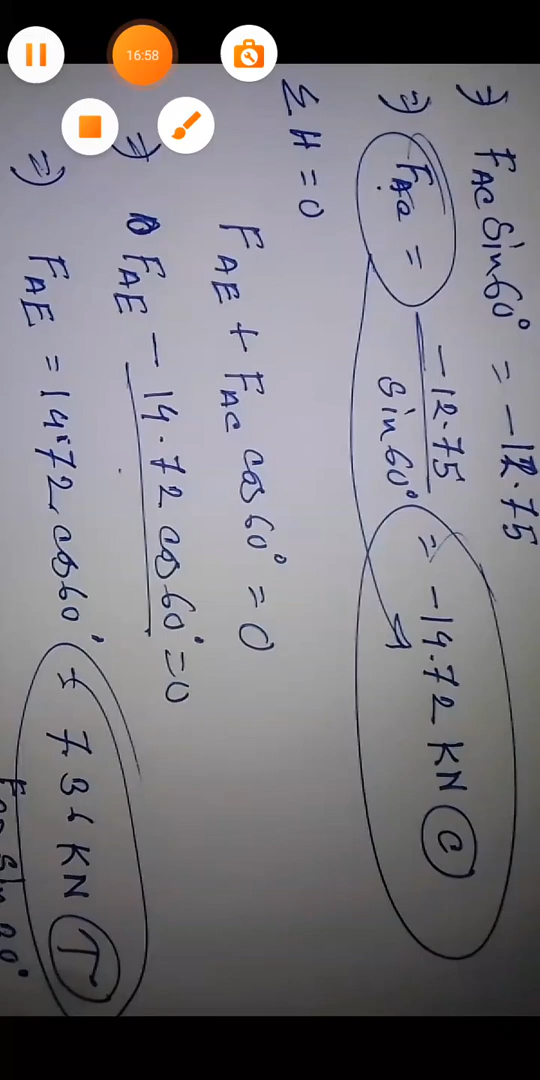 16:58
⇒ FAC Sin60° = -12.75
⇒ FAC = -12.75 / Sin60° = -14.72 KN (C)
Σ H = 0
FAE + FAC cos60° = 0
⇒ FAE - 14.72 cos60° = 0
⇒ FAE = 14.72 cos60° + 7.36 KN (T)